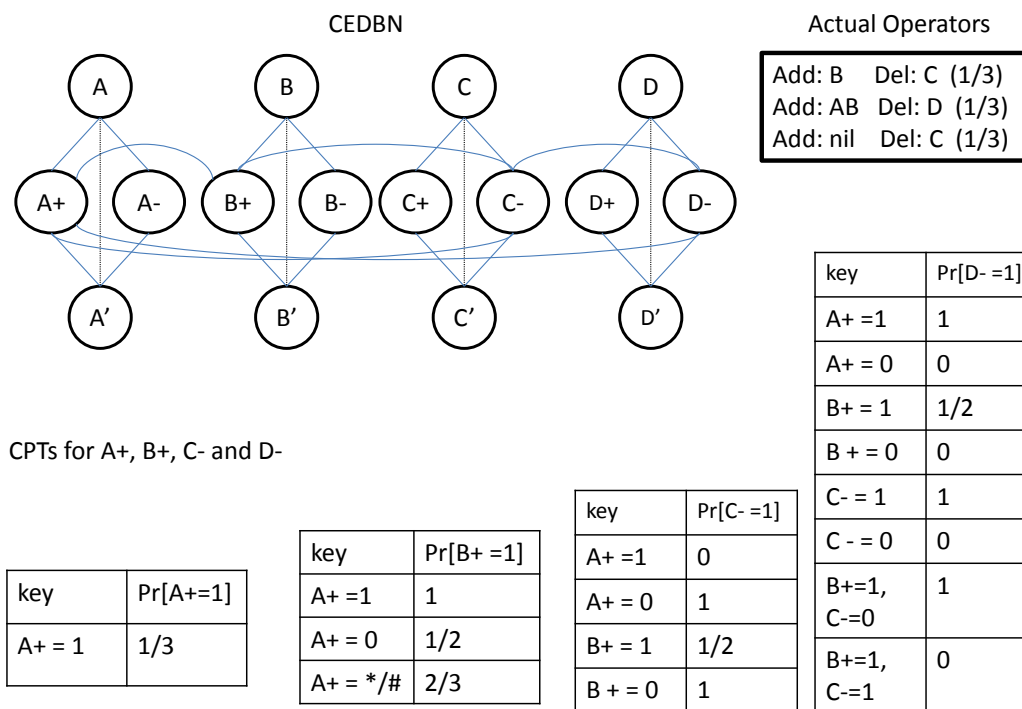 CEDBN
Actual Operators
A
B
C
D
Add: B Del: C (1/3)
Add: AB Del: D (1/3)
Add: nil Del: C (1/3)
A+
A-
B+
B-
C+
C-
D+
D-
A’
B’
C’
D’
CPTs for A+, B+, C- and D-
key Pr[A+=1]
A+ = 1 1/3
key Pr[B+ =1]
A+ =1 1
A+ = 0 1/2
A+ = */# 2/3
key Pr[C- =1]
A+ =1 0
A+ = 0 1
B+ = 1 1/2
B + = 0 1
key Pr[D- =1]
A+ =1 1
A+ = 0 0
B+ = 1 1/2
B + = 0 0
C- = 1 1
C - = 0 0
B+=1, 1
C-=0
B+=1, 0
C-=1